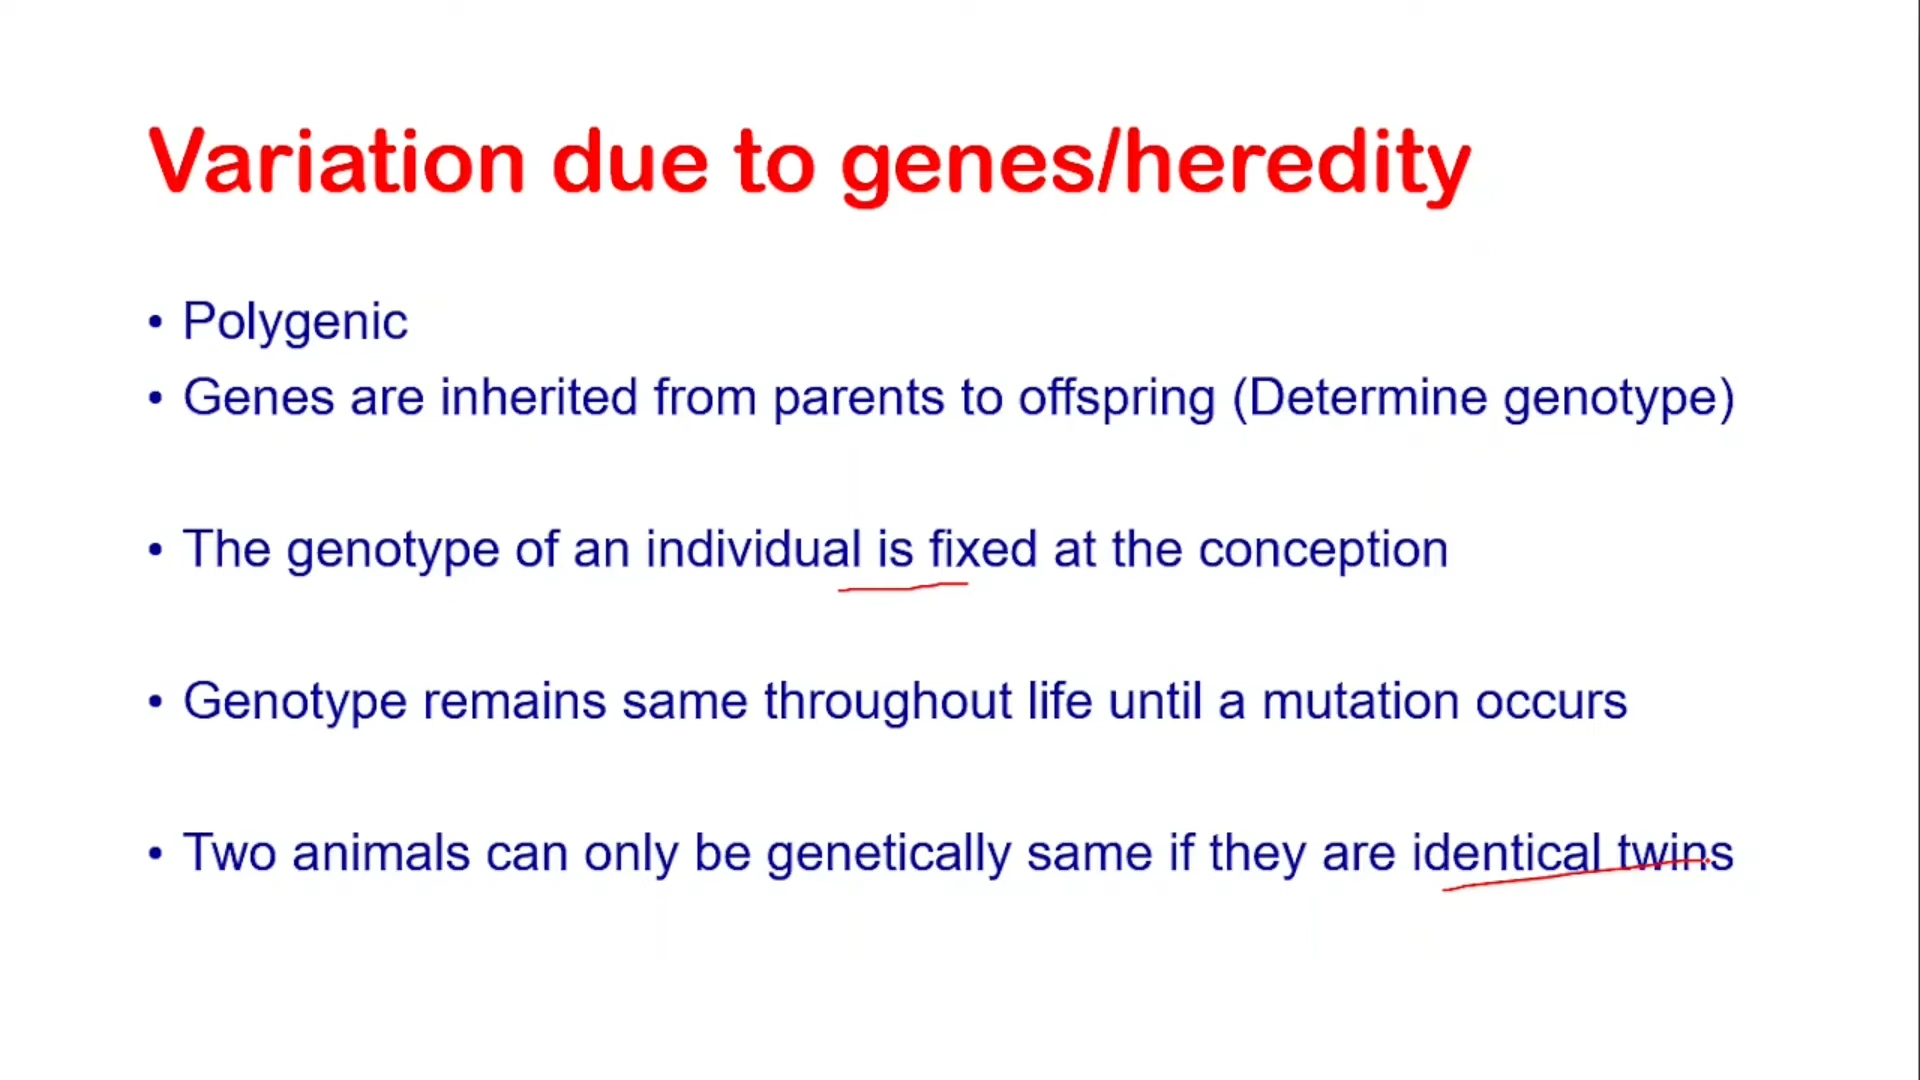 Variation due to genes/heredity
• Polygenic
• Genes are inherited from parents to offspring (Determine genotype)
• The genotype of an individual is fixed at the conception
• Genotype remains same throughout life until a mutation occurs
• Two animals can only be genetically same if they are identical twins